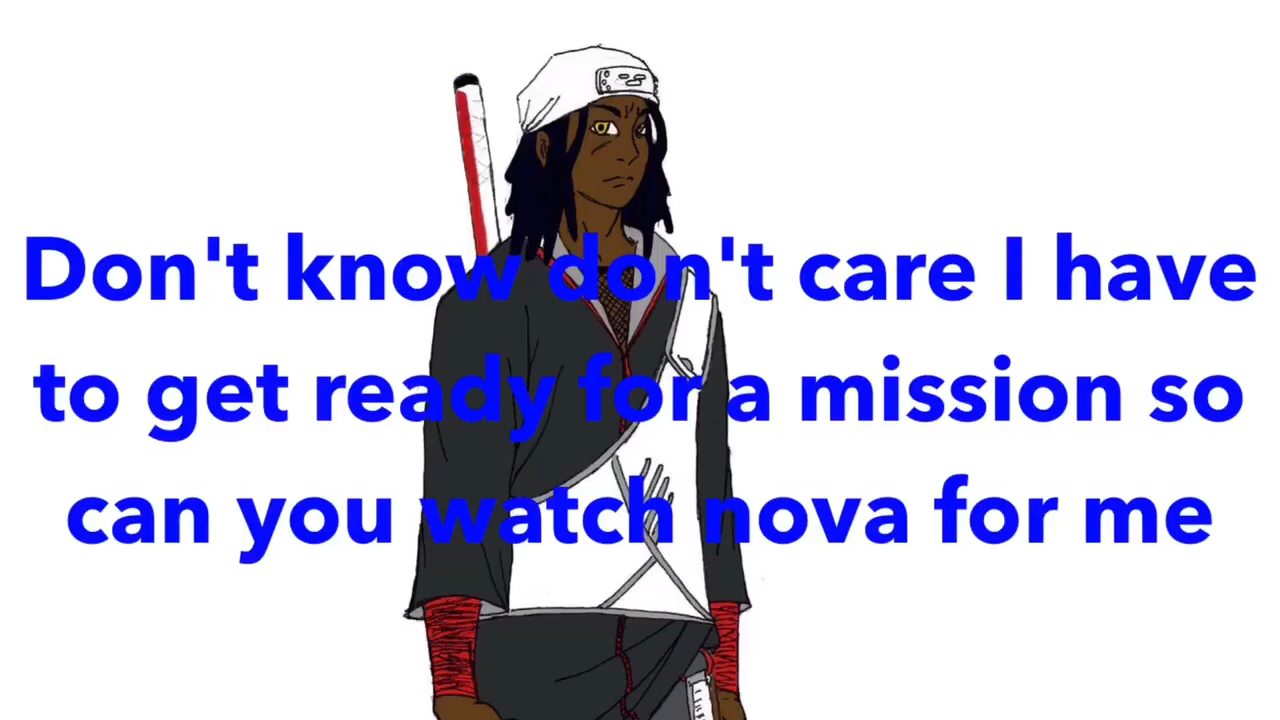 Don't know don't care I have
to get ready for a mission so
can you watch nova for me